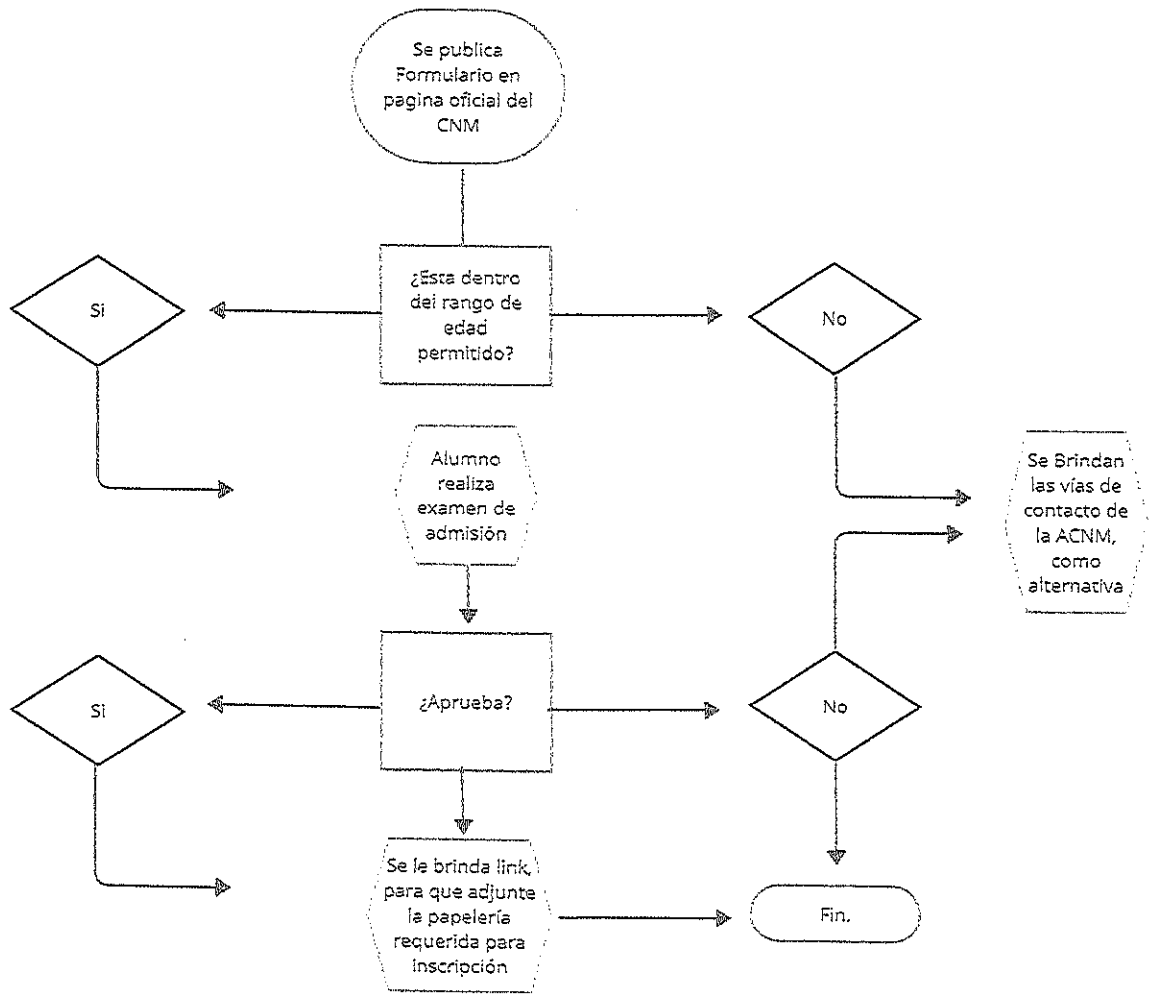 Se publica
Formulario en
pagina oficial del
CNM
Si
¿Esta dentro
del rango de
edad
permitido?
No
Alumno
realiza
examen de
admisión
Se Brindan
las vías de
contacto de
la ACNM,
como
alternativa
Si
¿Aprueba?
No
Se le brinda link,
para que adjunte
la papelería
requerida para
inscripción
Fin.